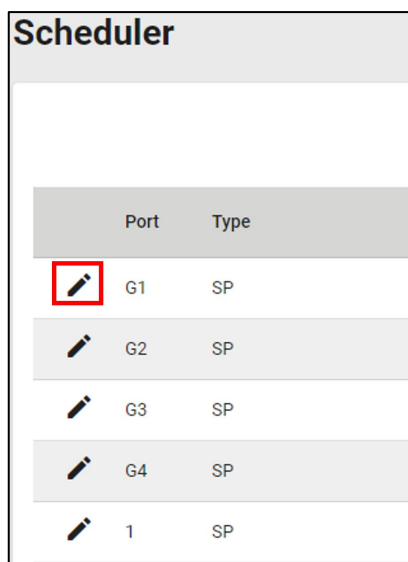 Scheduler
Port Type
G1 SP
G2 SP
G3 SP
G4 SP
1 SP